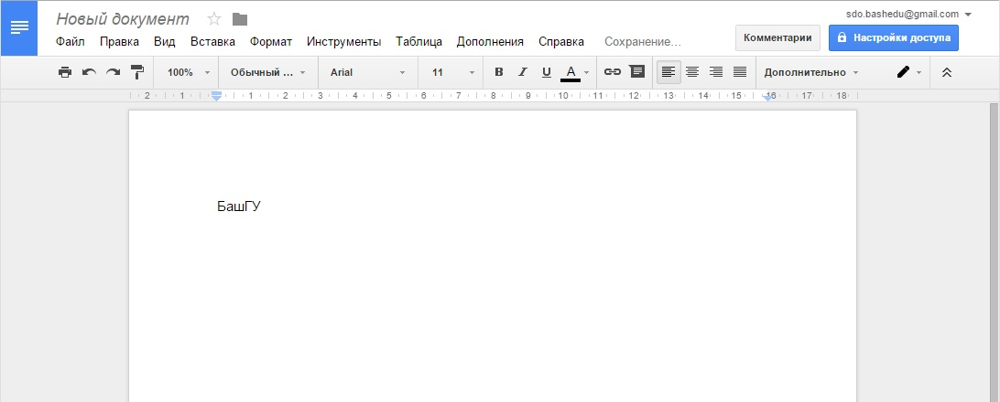 Новый документ
sdo.bashedu@gmail.com
Файл Правка Вид Вставка Формат Инструменты Таблица Дополнения Справка Сохранение...
Комментарии Настройки доступа
100% Обычный ... Arial 11 B I U A Дополнительно
2 1 1 2 3 4 5 6 7 8 9 10 11 12 13 14 15 16 17 18
БашГУ